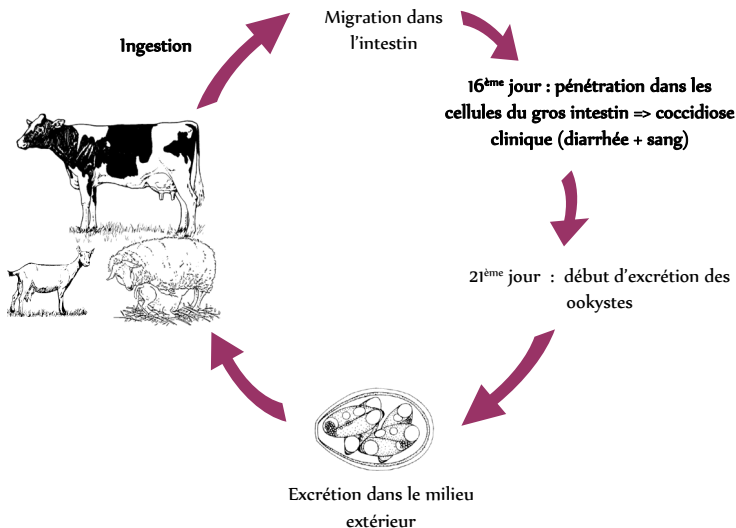 Ingestion
Migration dans
l'intestin
16ème jour : pénétration dans les
cellules du gros intestin => coccidiose
clinique (diarrhée + sang)
21ème jour : début d'excrétion des
ookystes
Excrétion dans le milieu
extérieur